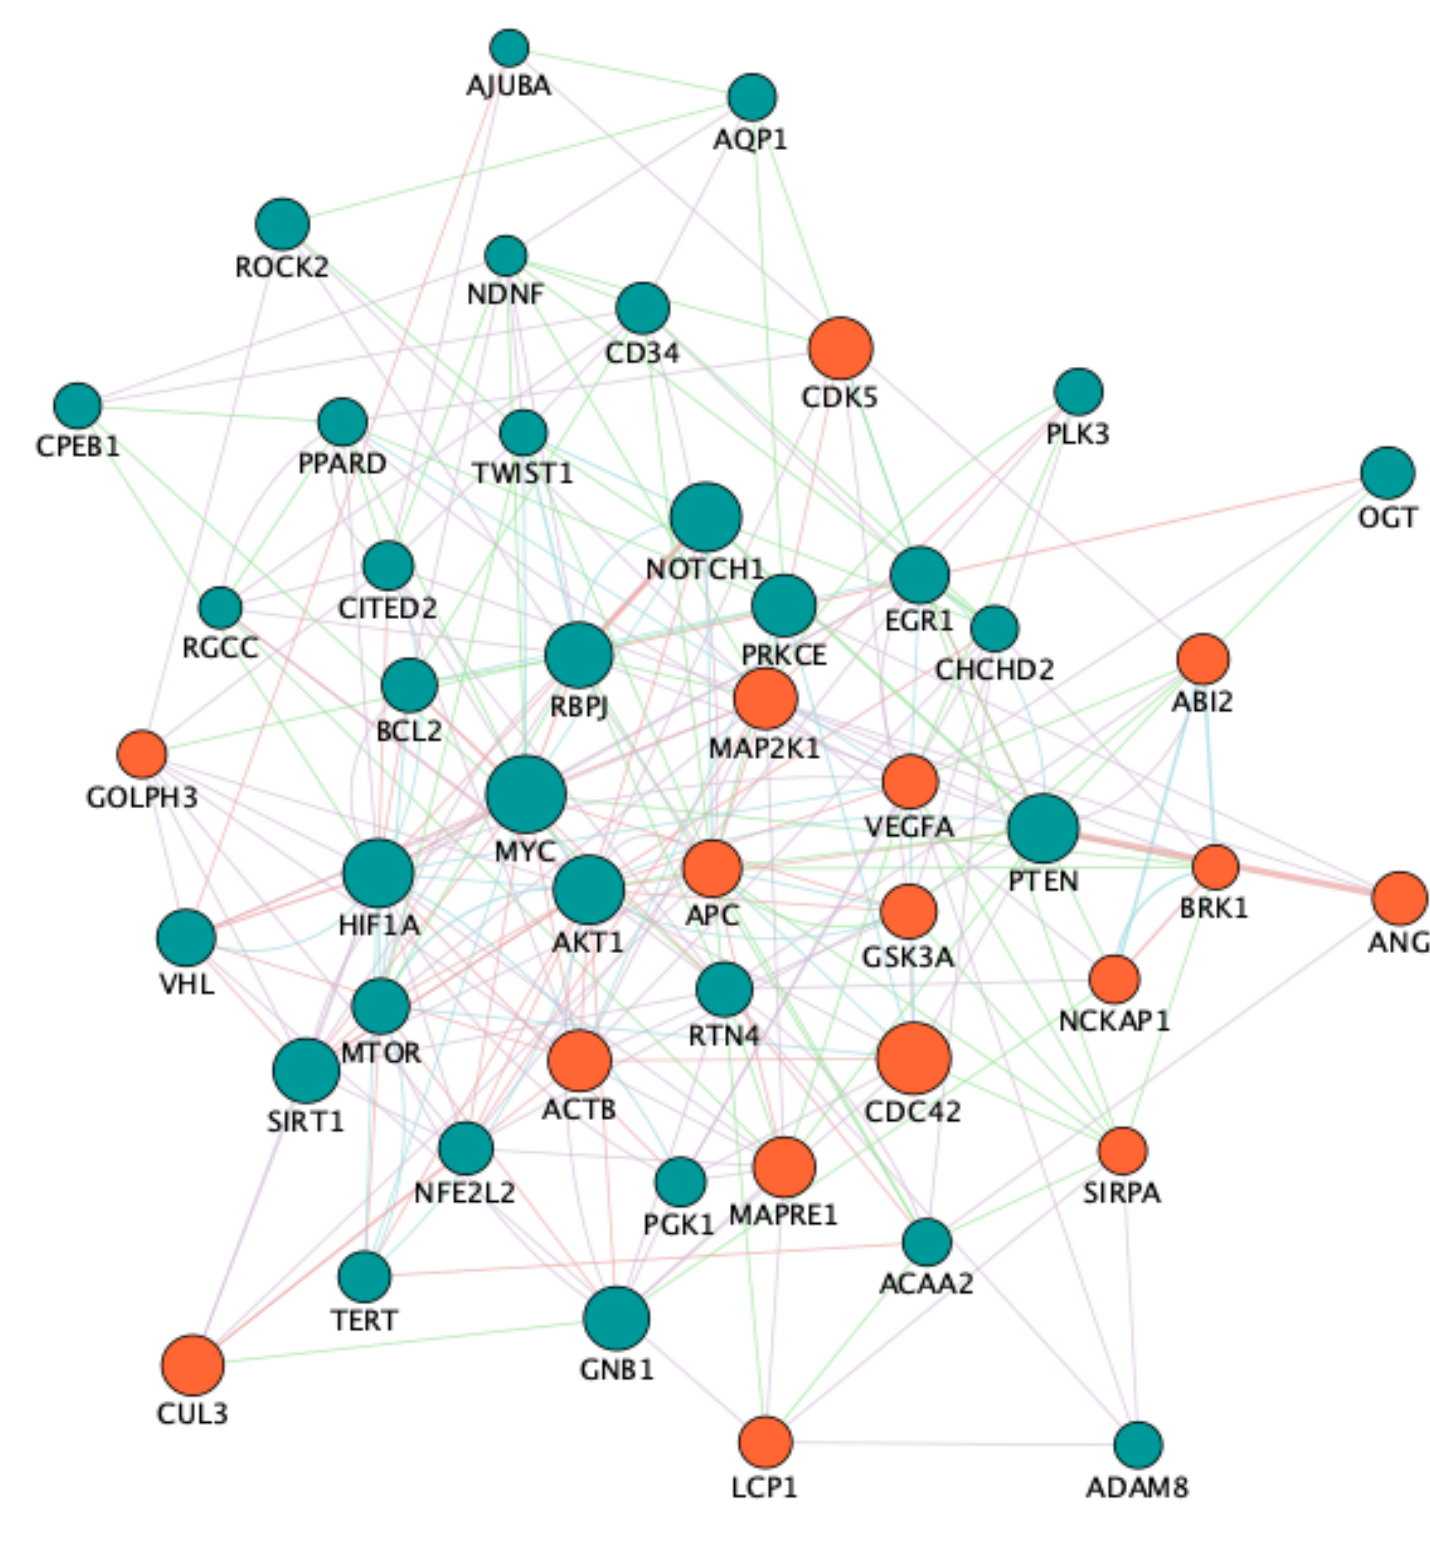 AJUBA
AQP1
ROCK2
NDNF
CD34
CDK5
CPEB1
PPARD
TWIST1
PLK3
OGT
NOTCH1
CITED2
RGCC
EGR1
PRKCE
CHCHD2
ABI2
RBPJ
BCL2
MAP2K1
GOLPH3
VEGFA
MYC
PTEN
BRK1
APC
HIF1A
AKT1
GSK3A
ANG
VHL
NCKAP1
RTN4
MTOR
SIRT1
ACTB
CDC42
NFE2L2
SIRPA
PGK1
MAPRE1
ACAA2
TERT
GNB1
CUL3
LCP1
ADAM8